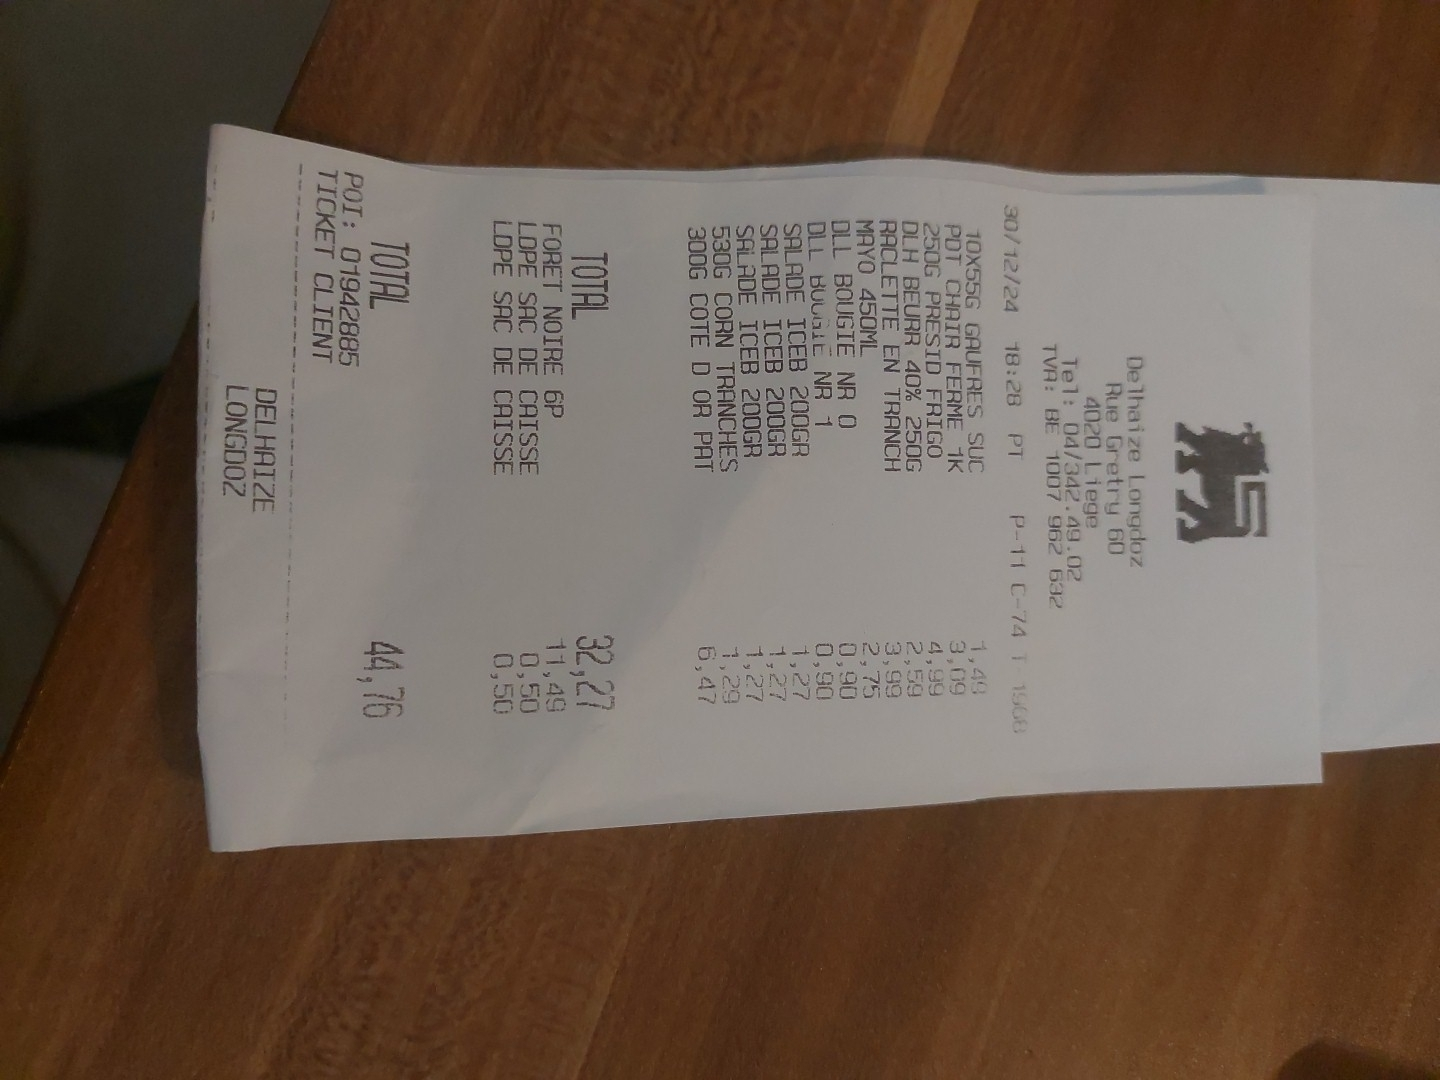 Delhaize Longdoz
Rue Gretry 60
4020 Liege
Tel: 04/342.49.02
TVA: BE 1007 962 632
30/12/24 18:28 PT P-11 C-74 T 1568
10X55G GAUFRES SUC 1,49
PDT CHAIR FERME 1K 3,09
250G PRESID FRIGO 4,99
DLH BEURR 40% 250G 2,59
RACLETTE EN TRANCH 3,99
MAYO 450ML 2,75
DLL BOUGIE NR 0 0,90
DLL BOUGIE NR 1 0,90
SALADE ICEB 200GR 1,27
SALADE ICEB 200GR 1,27
SALADE ICEB 200GR 1,27
530G CORN TRANCHES 1,29
300G COTE D OR PAT 6,47
TOTAL 32,27
FORET NOIRE 6P 11,49
LDPE SAC DE CAISSE 0,50
LDPE SAC DE CAISSE 0,50
TOTAL 44,76
POI: 01942885
TICKET CLIENT
DELHAIZE
LONGDOZ